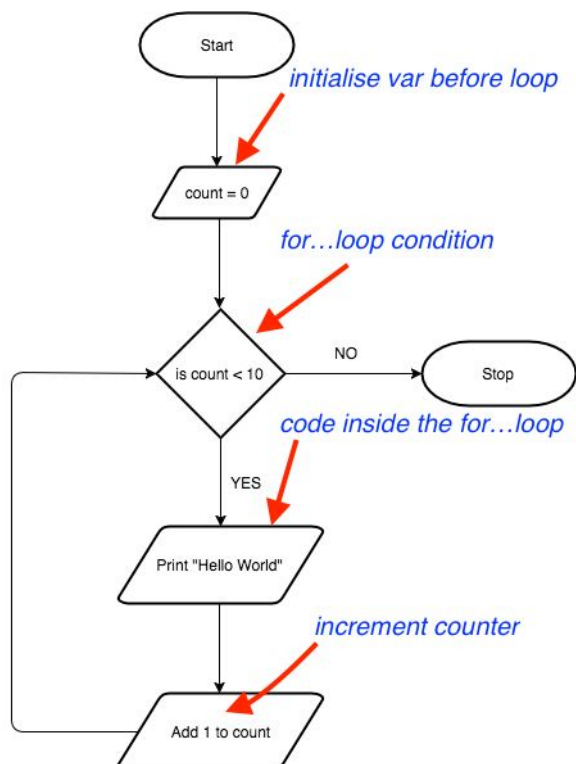 Start
initialise var before loop
count = 0
for...loop condition
is count < 10
NO
Stop
code inside the for...loop
YES
Print "Hello World"
increment counter
Add 1 to count